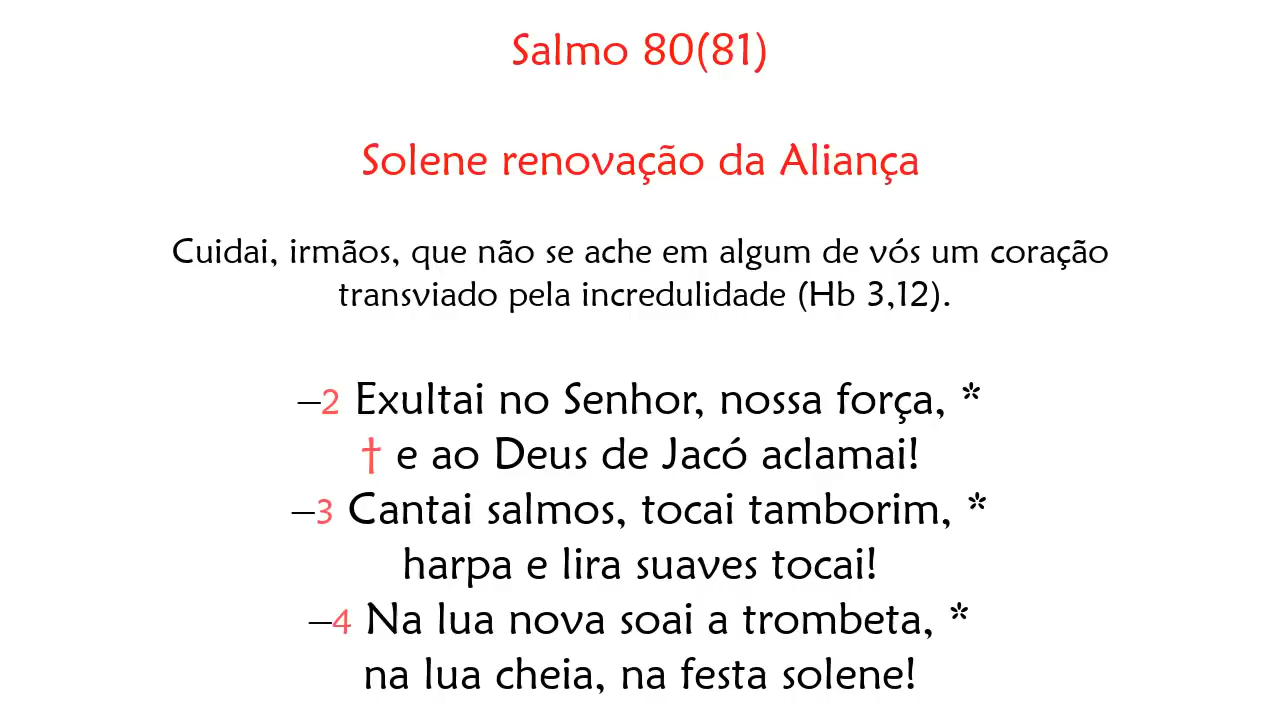 Salmo 80(81)
Solene renovação da Aliança
Cuidai, irmãos, que não se ache em algum de vós um coração
transviado pela incredulidade (Hb 3,12).
–2 Exultai no Senhor, nossa força, *
† e ao Deus de Jacó aclamai!
–3 Cantai salmos, tocai tamborim, *
harpa e lira suaves tocai!
–4 Na lua nova soai a trombeta, *
na lua cheia, na festa solene!